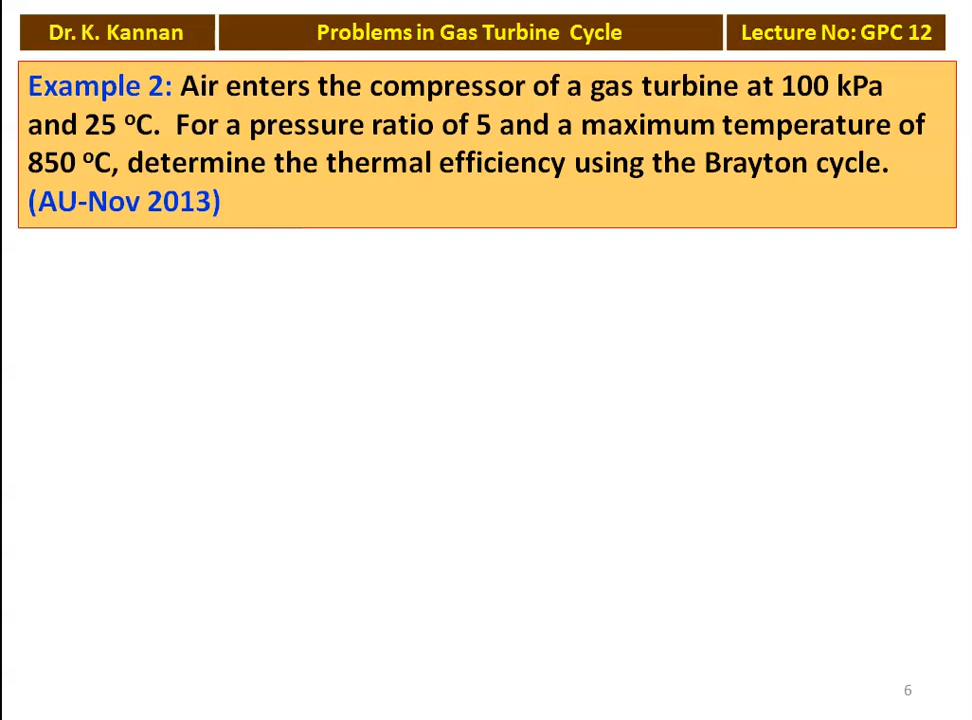 Dr. K. Kannan
Problems in Gas Turbine Cycle
Lecture No: GPC 12
Example 2: Air enters the compressor of a gas turbine at 100 kPa
and 25 ºC. For a pressure ratio of 5 and a maximum temperature of
850 ºC, determine the thermal efficiency using the Brayton cycle.
(AU-Nov 2013)
6